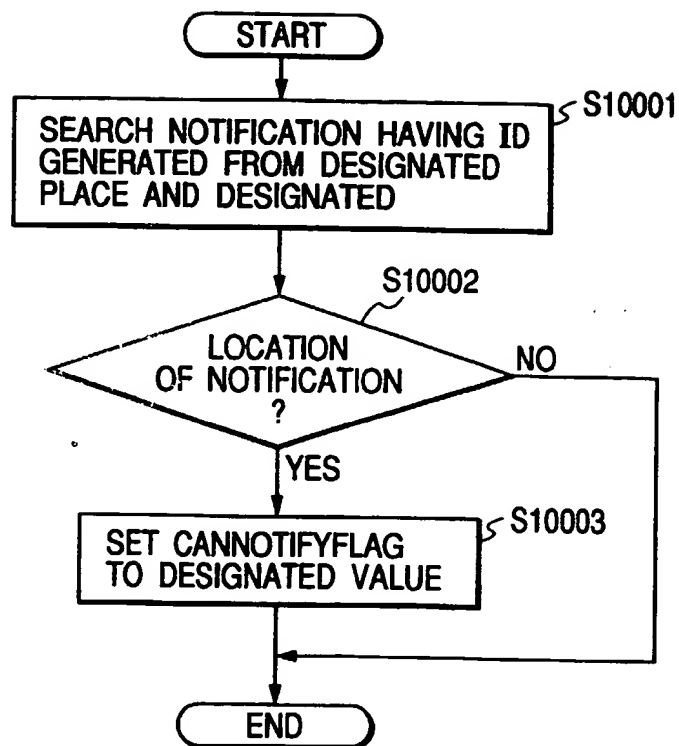 START
S10001
SEARCH NOTIFICATION HAVING ID
GENERATED FROM DESIGNATED
PLACE AND DESIGNATED
S10002
LOCATION
OF NOTIFICATION
?
NO
YES
S10003
SET CANNOTIFYFLAG
TO DESIGNATED VALUE
END